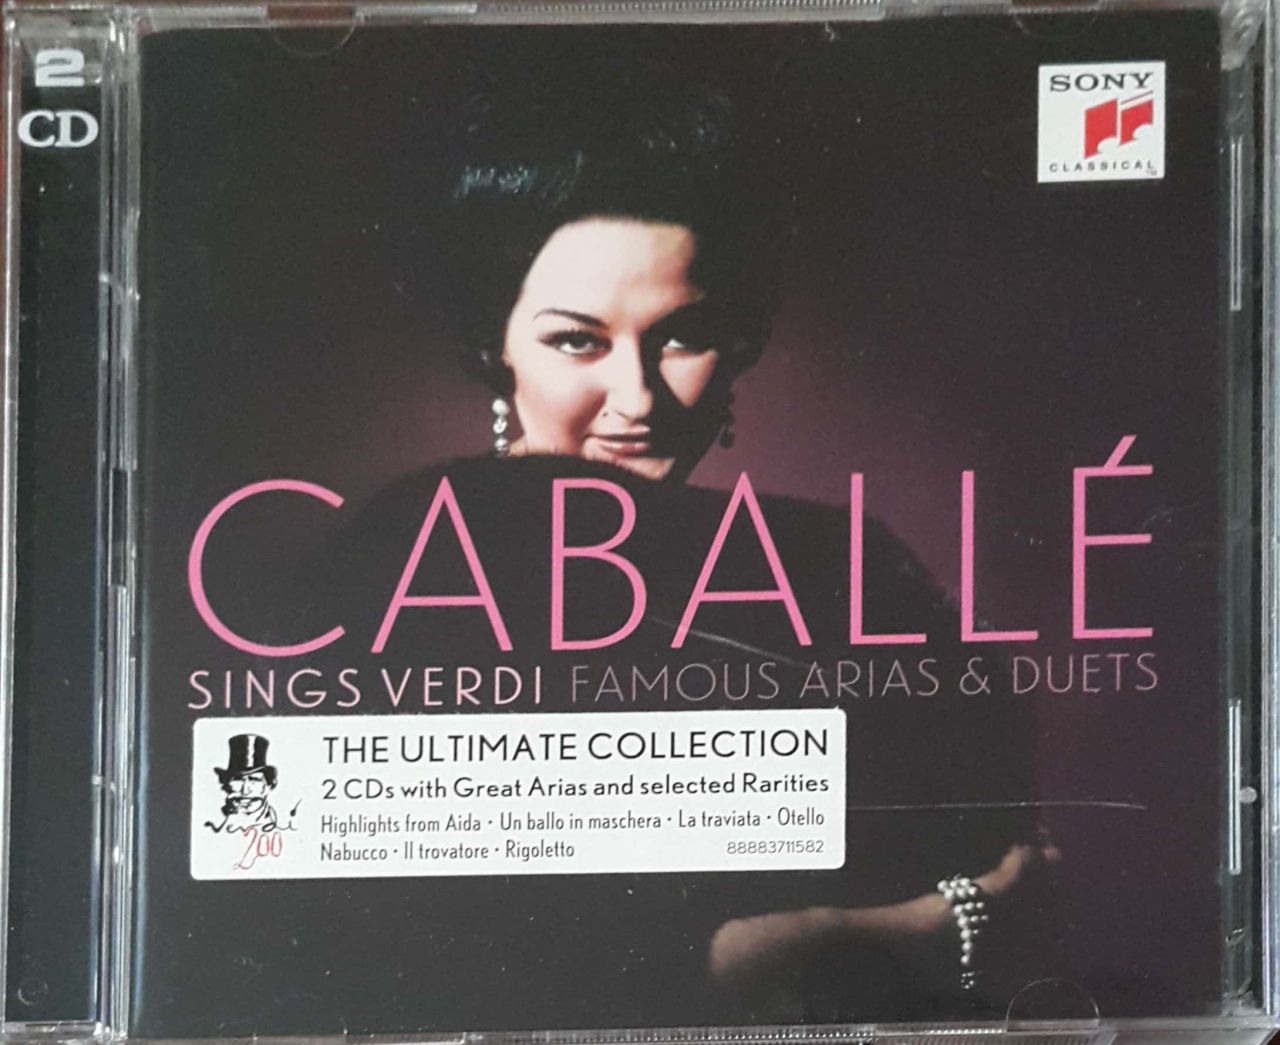 2
CD
SONY
CLASSICAL
TM
CABALLÉ
SINGS VERDI FAMOUS ARIAS & DUETS
THE ULTIMATE COLLECTION
2 CDs with Great Arias and selected Rarities
Highlights from Aida · Un ballo in maschera · La traviata · Otello
Nabucco · Il trovatore · Rigoletto
88883711582
Verdi
200